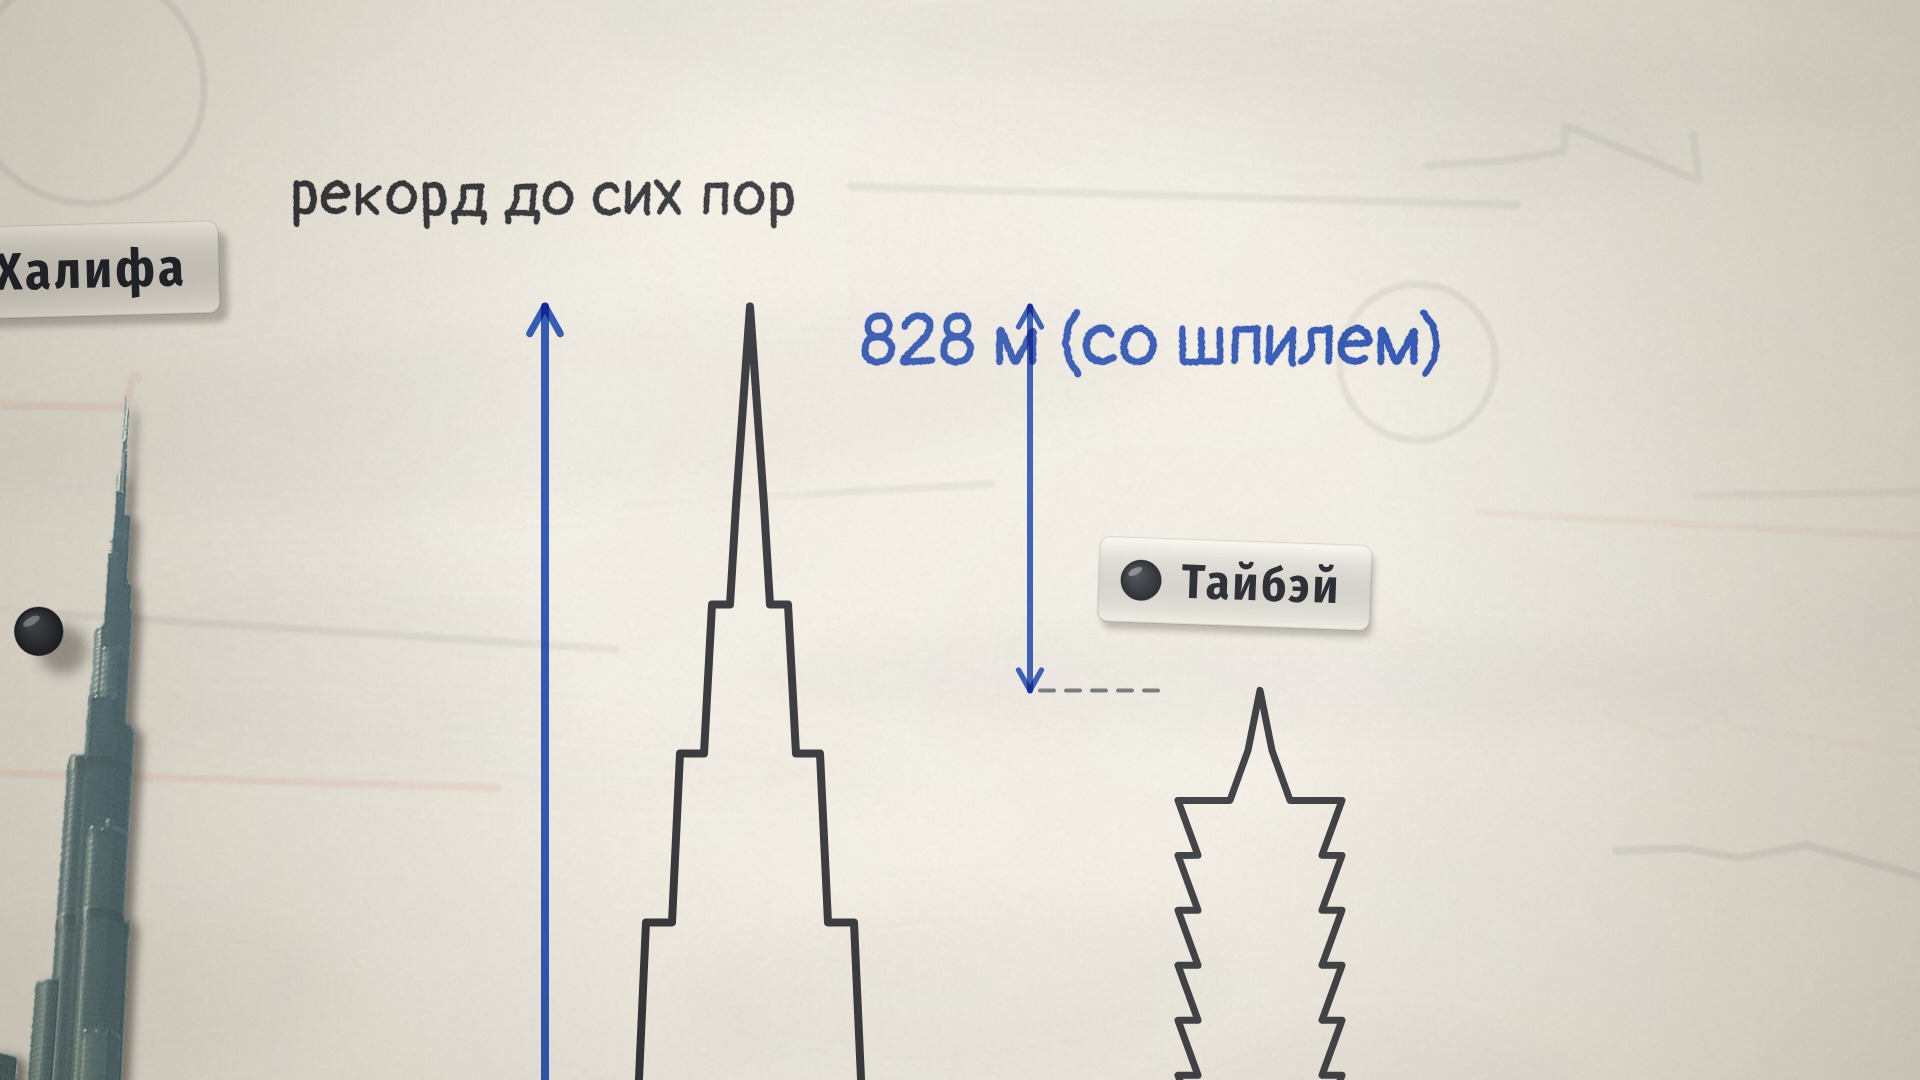 рекорд до сих пор
Халифа
828 м (со шпилем)
Тайбэй